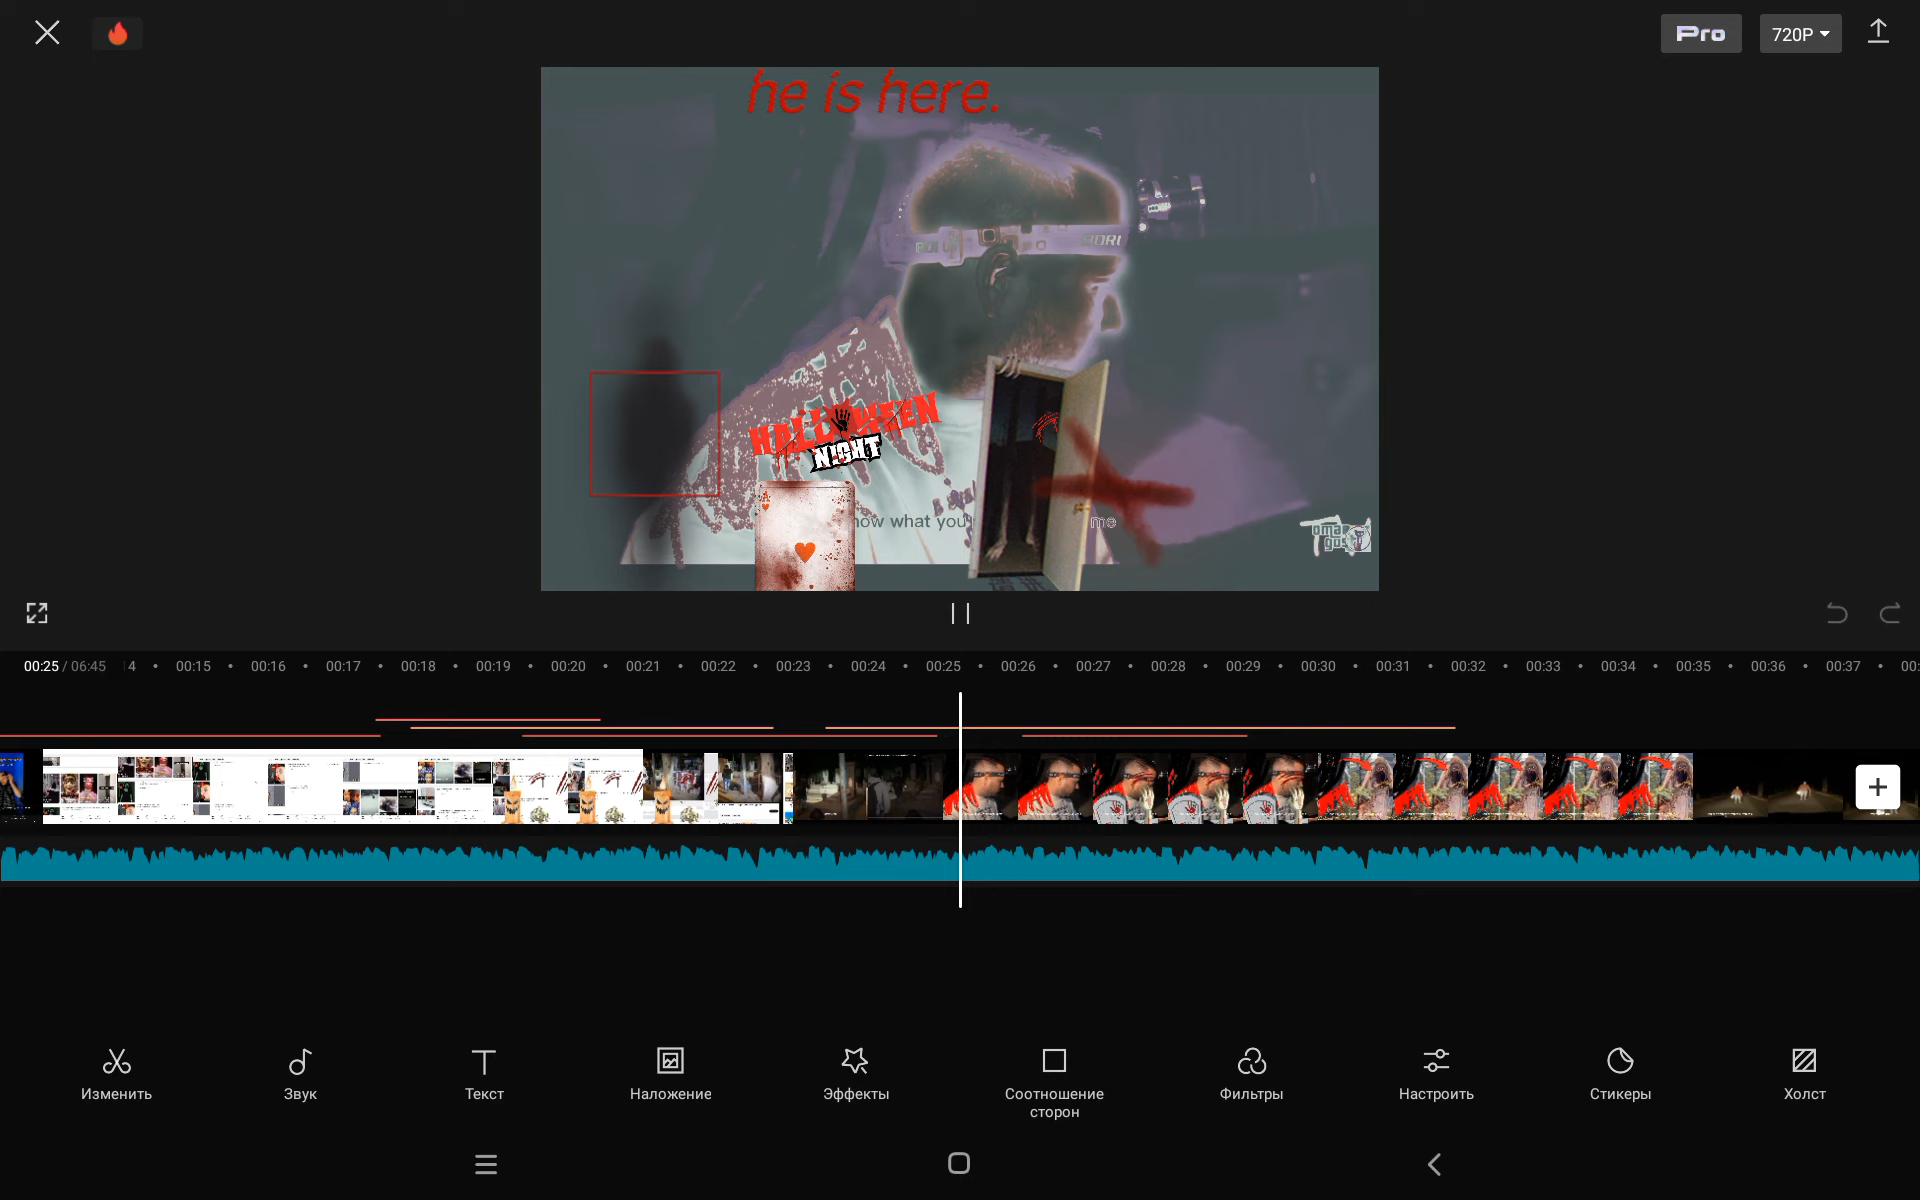 Pro
720P
he is here.
BORI
HALLOWEEN
NIGHT
now what you
me
00:25 / 06:45
4 00:15 00:16 00:17 00:18 00:19 00:20 00:21 00:22 00:23 00:24 00:25 00:26 00:27 00:28 00:29 00:30 00:31 00:32 00:33 00:34 00:35 00:36 00:37 00:
Изменить
Звук
Текст
Наложение
Эффекты
Соотношение
сторон
Фильтры
Настроить
Стикеры
Холст